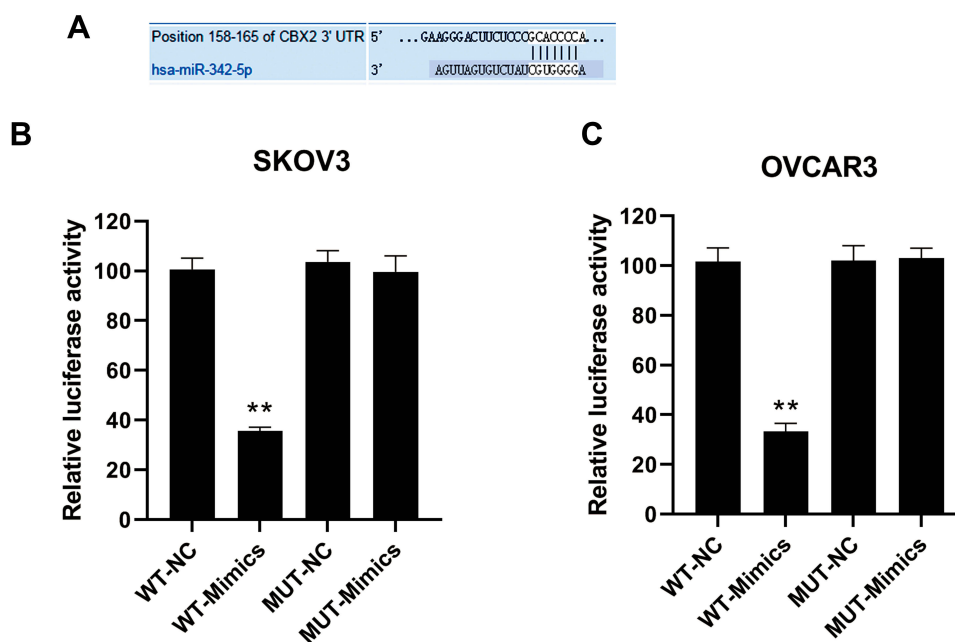 A
Position 158-165 of CBX2 3' UTR 5' ...GAAGGGACUUCUCCCGCACCCCA...
hsa-miR-342-5p 3' AGUUAGUGUCUAUCGUGGGGA
B
SKOV3
Relative luciferase activity
120
100
80
60
40
20
0
**
WT-NC
WT-Mimics
MUT-NC
MUT-Mimics
C
OVCAR3
Relative luciferase activity
120
100
80
60
40
20
0
**
WT-NC
WT-Mimics
MUT-NC
MUT-Mimics